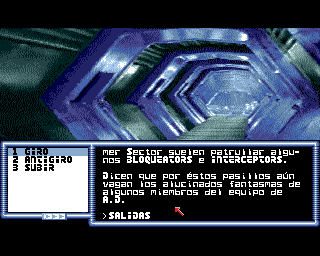 1 GIRO
2 ANTIGIRO
3 SUBIR
mer Sector suelen patrullar algu-
nos BLOQUEATORS e INTERCEPTORS.
Dicen que por éstos pasillos aún
vagan los alucinados fantasmas de
algunos miembros del equipo de
A.D.
>SALIDAS